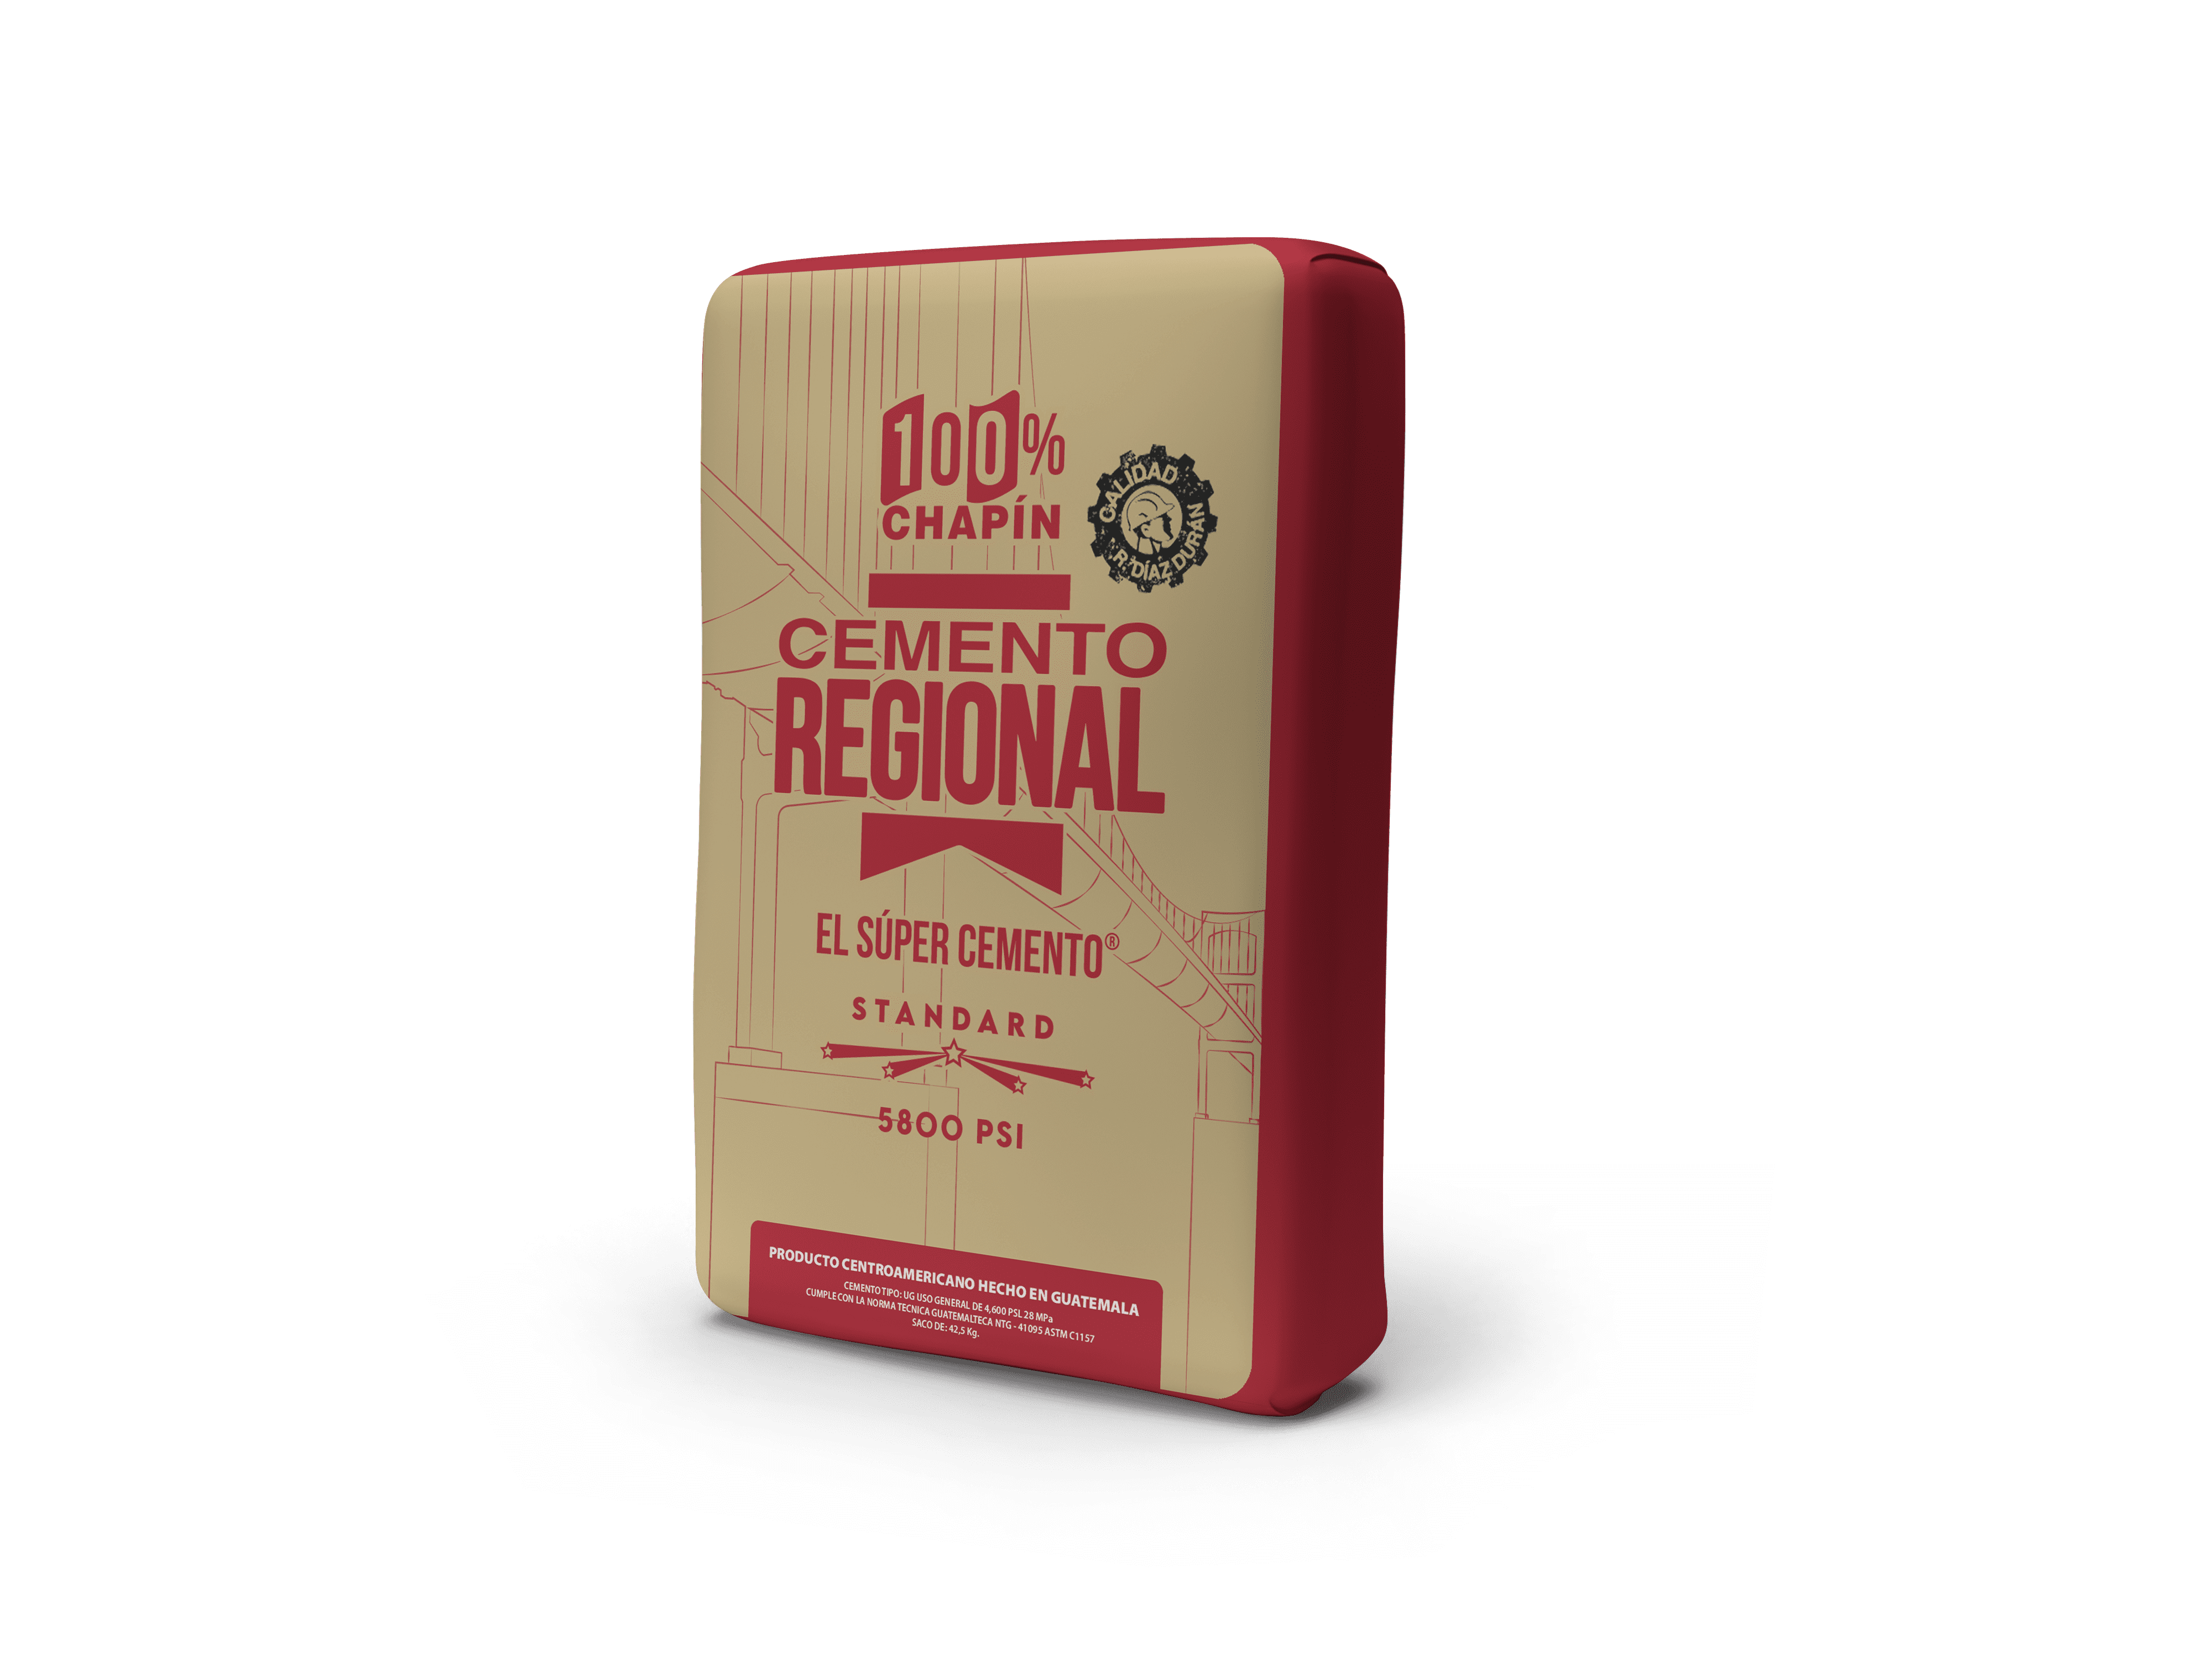 100%
CHAPÍN
CALIDAD
R. DÍAZ DURÁN
CEMENTO
REGIONAL
EL SÚPER CEMENTO®
STANDARD
5800 PSI
PRODUCTO CENTROAMERICANO HECHO EN GUATEMALA
CEMENTO TIPO: UG USO GENERAL DE 4,600 PSI. 28 MPa
CUMPLE CON LA NORMA TECNICA GUATEMALTECA NTG - 41095 ASTM C1157
SACO DE: 42,5 Kg.